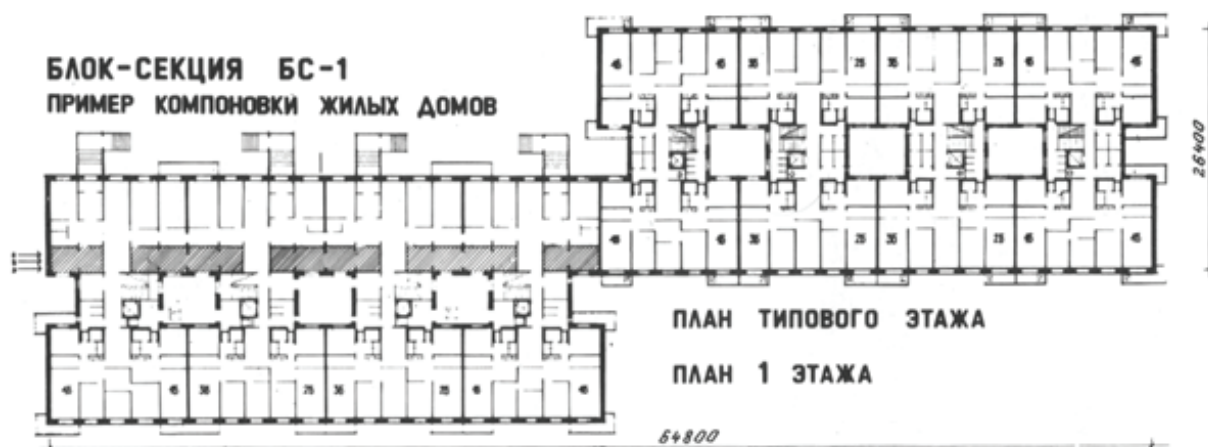 БЛОК-СЕКЦИЯ БС-1
ПРИМЕР КОМПОНОВКИ ЖИЛЫХ ДОМОВ
26400
ПЛАН ТИПОВОГО ЭТАЖА
ПЛАН 1 ЭТАЖА
64800